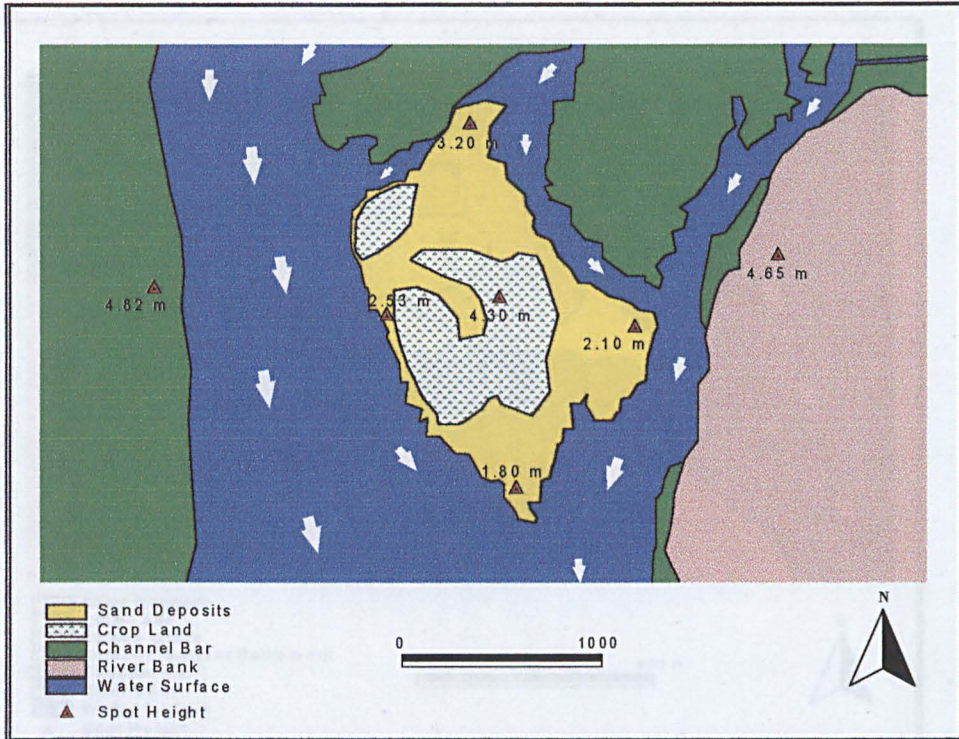 3.20 m
4.65 m
4.82 m
2.53 m
4.30 m
2.10 m
1.80 m
Sand Deposits
Crop Land
Channel Bar
River Bank
Water Surface
Spot Height
0 1000
N